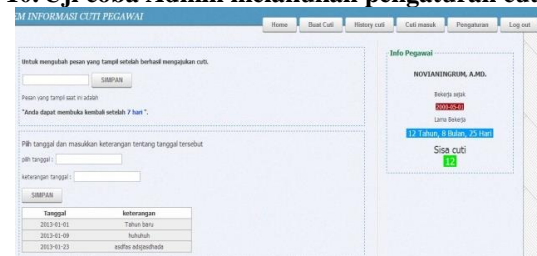 10. Uji coba Admin melakukan pengaturan cuti
EM INFORMASI CUTI PEGAWAI
Home Buat Cuti History cuti Cuti masuk Pengaturan Log out
Untuk mengubah pesan yang tampil setelah berhasil mengajukan cuti.
SIMPAN
Pesan yang tampil saat ini adalah
"Anda dapat membuka kembali setelah 7 hari ".
Pilh tanggal dan masukkan keterangan tentang tanggal tersebut
pilh tanggal :
keterangan tanggal :
SIMPAN
Tanggal keterangan
2013-01-01 Tahun baru
2013-01-09 huhuhuh
2013-01-23
Info Pegawai
NOVIANINGRUM, A.MD.
Bekerja sejak
2000-05-01
Lama Bekerja
12 Tahun, 8 Bulan, 25 Hari
Sisa cuti
12